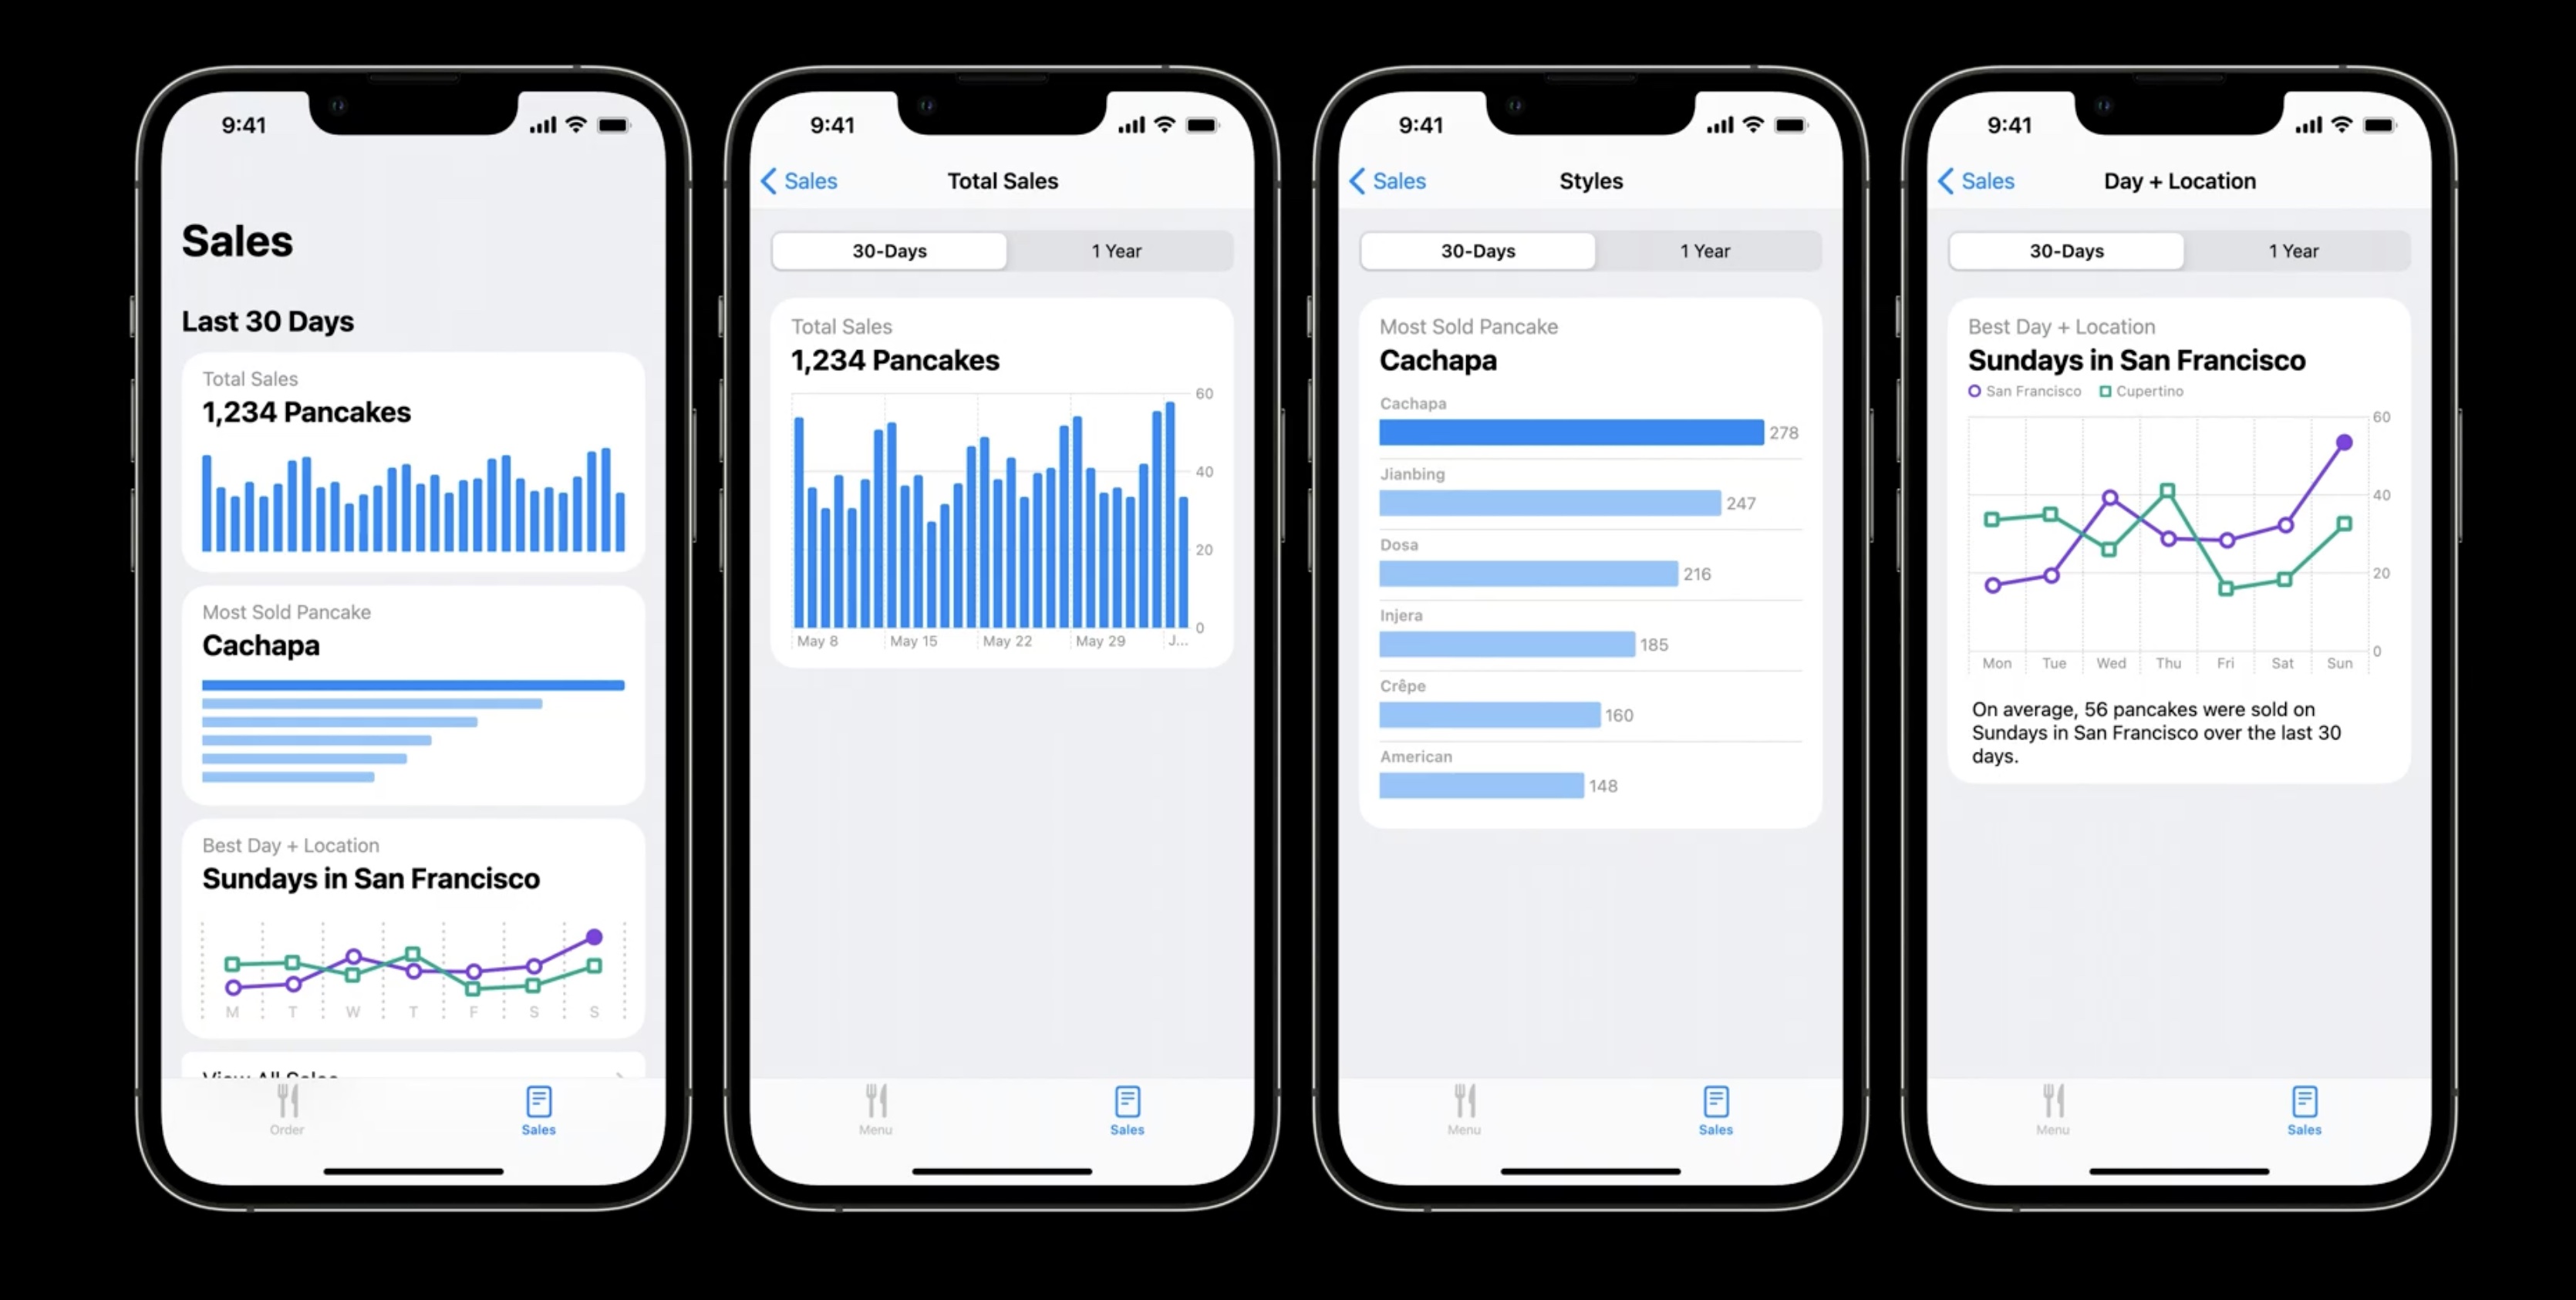 9:41
Sales
Last 30 Days
Total Sales
1,234 Pancakes
Most Sold Pancake
Cachapa
Best Day + Location
Sundays in San Francisco
M T W T F S S
View All Sales
Order Sales
9:41
Sales Total Sales
30-Days 1 Year
Total Sales
1,234 Pancakes
60
40
20
0
May 8 May 15 May 22 May 29 J...
Menu Sales
9:41
Sales Styles
30-Days 1 Year
Most Sold Pancake
Cachapa
Cachapa
278
Jianbing
247
Dosa
216
Injera
185
Crêpe
160
American
148
Menu Sales
9:41
Sales Day + Location
30-Days 1 Year
Best Day + Location
Sundays in San Francisco
San Francisco Cupertino
60
40
20
0
Mon Tue Wed Thu Fri Sat Sun
On average, 56 pancakes were sold on
Sundays in San Francisco over the last 30
days.
Menu Sales